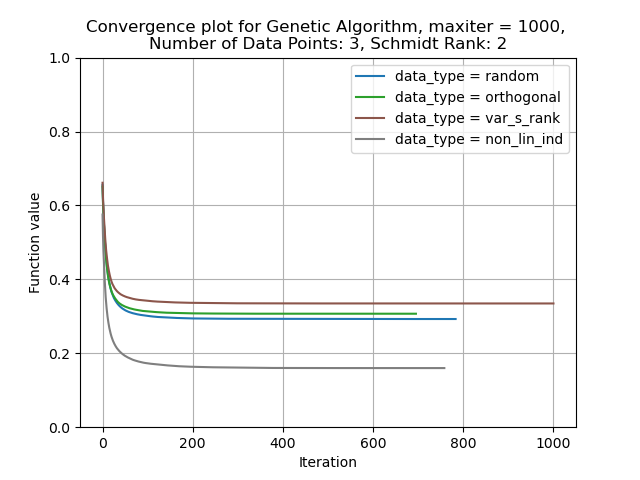 Convergence plot for Genetic Algorithm, maxiter = 1000,
Number of Data Points: 3, Schmidt Rank: 2
1.0
0.8
0.6
0.4
0.2
0.0
Function value
data_type = random
data_type = orthogonal
data_type = var_s_rank
data_type = non_lin_ind
0 200 400 600 800 1000
Iteration